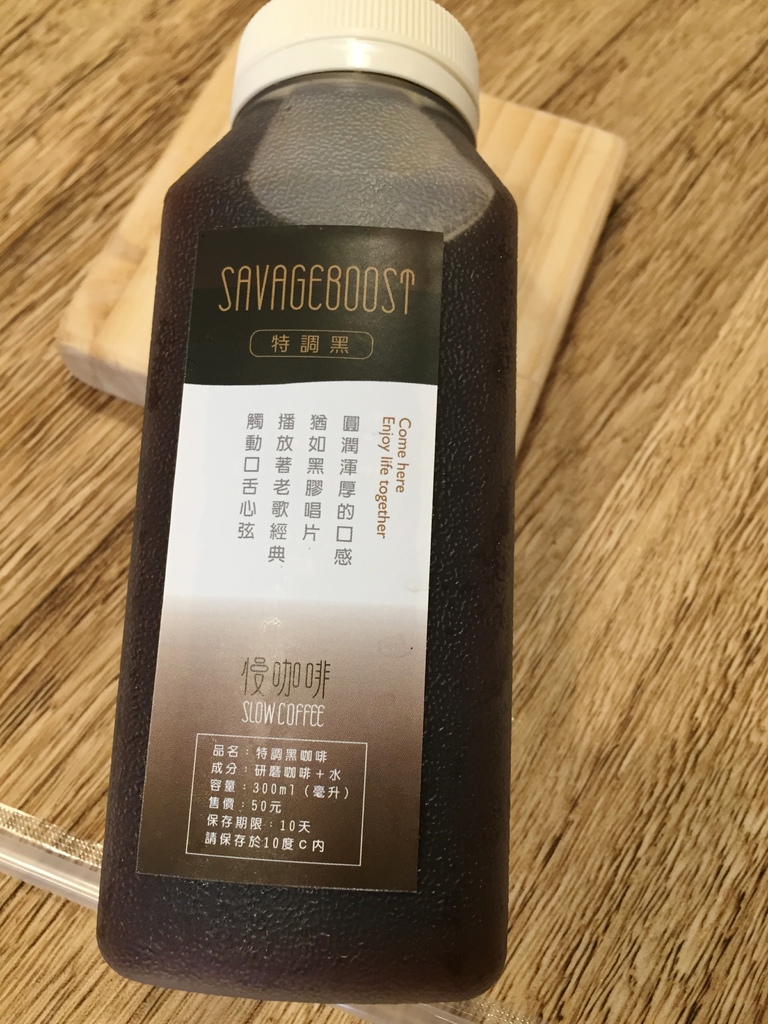 SAVAGEBOOST
特調黑
Come here
Enjoy life together
圓潤渾厚的口感
猶如黑膠唱片
播放著老歌經典
觸動口舌心弦
慢咖啡
SLOW COFFEE
品名：特調黑咖啡
成分：研磨咖啡＋水
容量：300ml（毫升）
售價：50元
保存期限：10天
請保存於10度C內